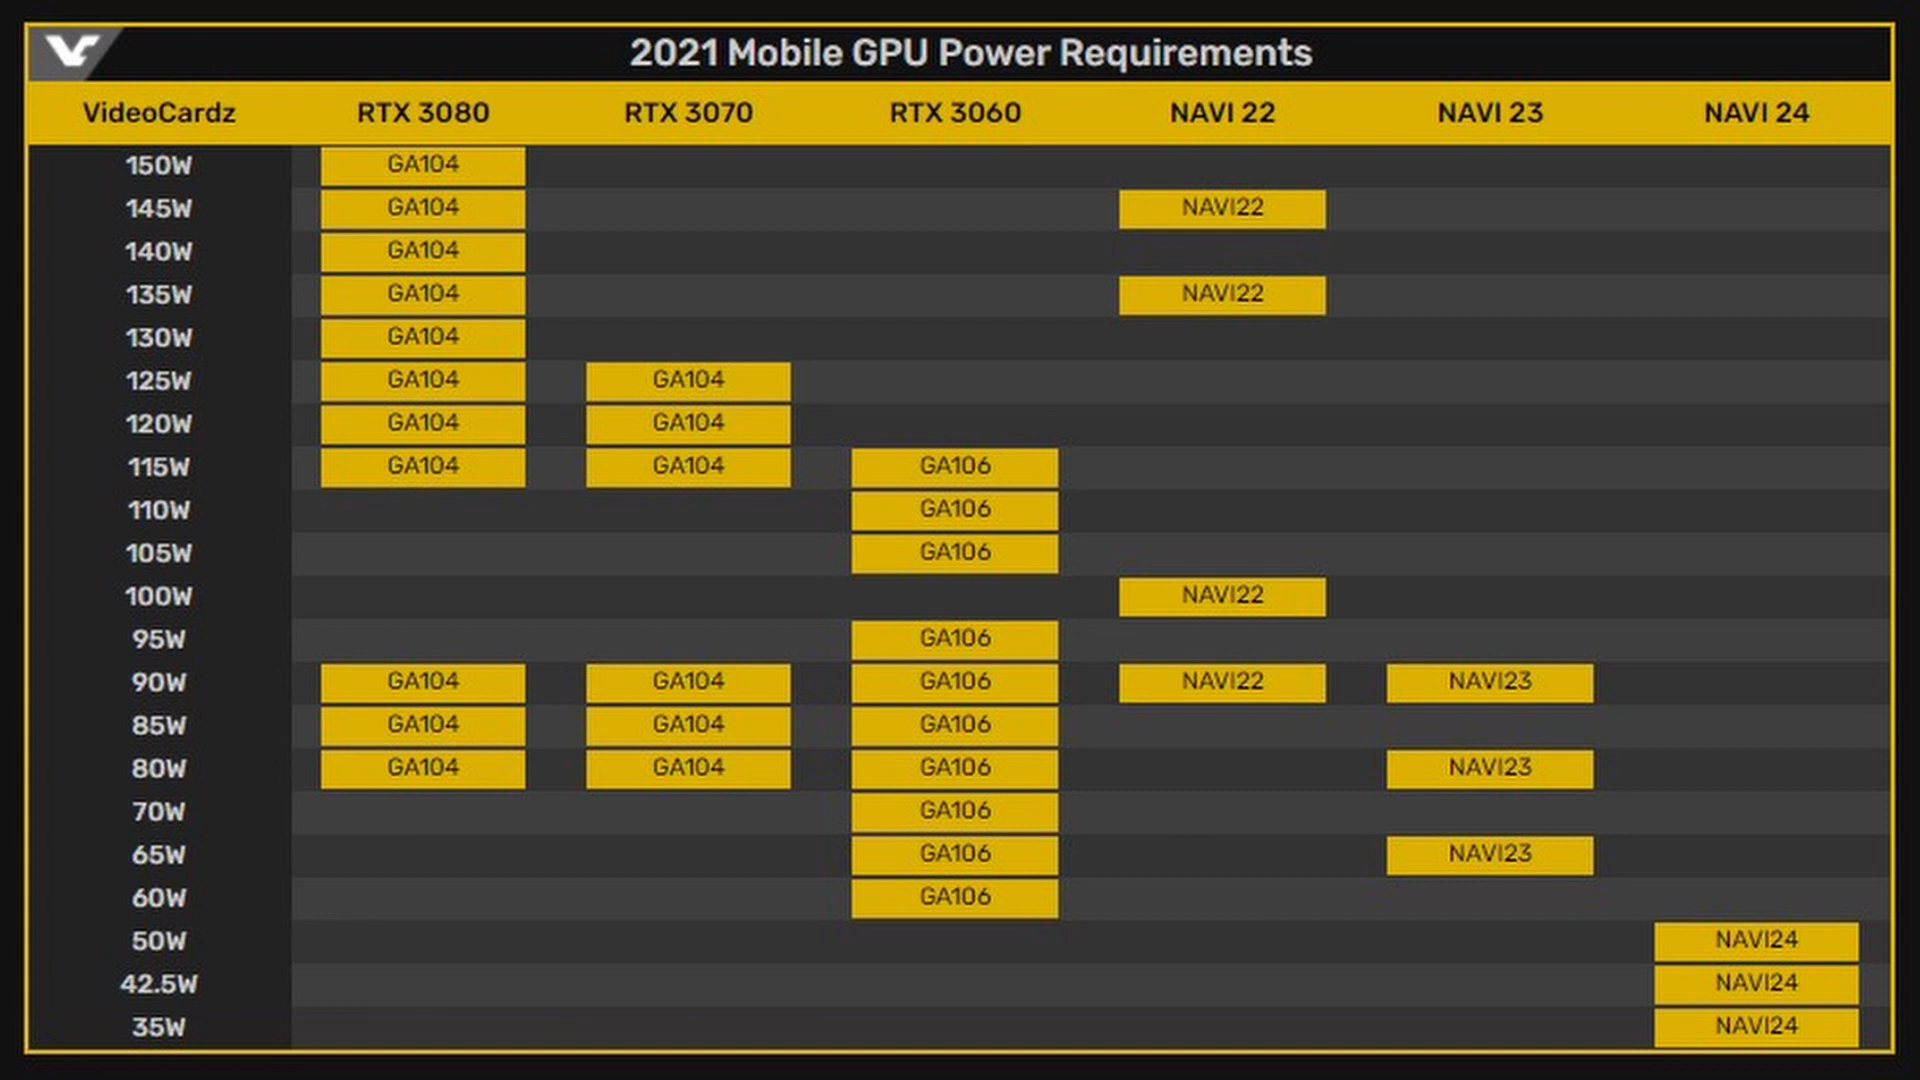 2021 Mobile GPU Power Requirements
VideoCardz RTX 3080 RTX 3070 RTX 3060 NAVI 22 NAVI 23 NAVI 24
150W GA104
145W GA104 NAVI22
140W GA104
135W GA104 NAVI22
130W GA104
125W GA104 GA104
120W GA104 GA104
115W GA104 GA104 GA106
110W GA106
105W GA106
100W NAVI22
95W GA106
90W GA104 GA104 GA106 NAVI22 NAVI23
85W GA104 GA104 GA106
80W GA104 GA104 GA106 NAVI23
70W GA106
65W GA106 NAVI23
60W GA106
50W NAVI24
42.5W NAVI24
35W NAVI24